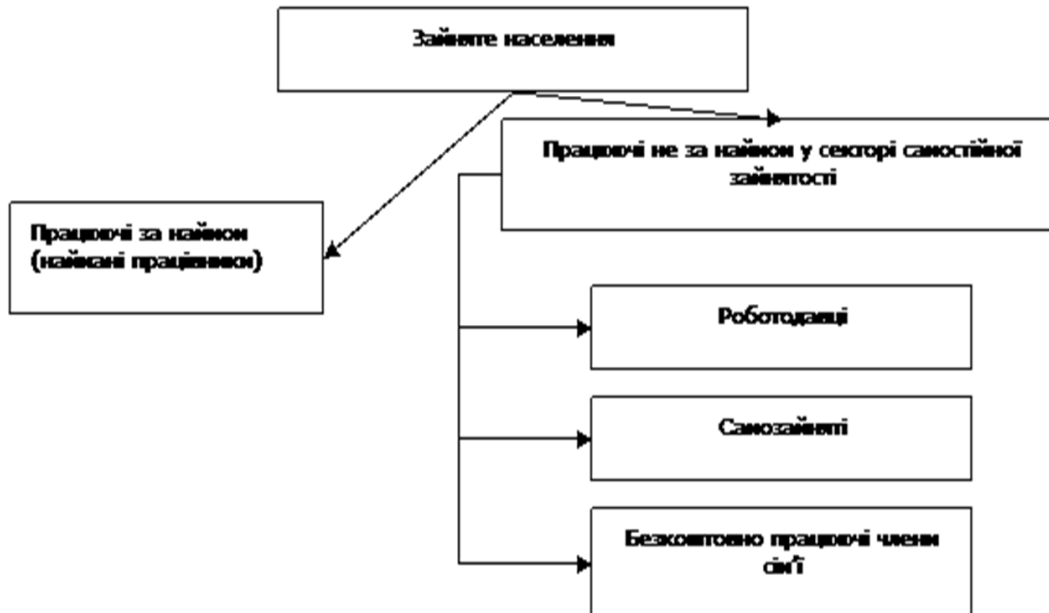 Зайняте населення
Працюючі не за наймом у секторі самостійної
зайнятості
Працюючі за наймом
(наймані працівники)
Роботодавці
Самозайняті
Безкоштовно працюючі члени
сім'ї